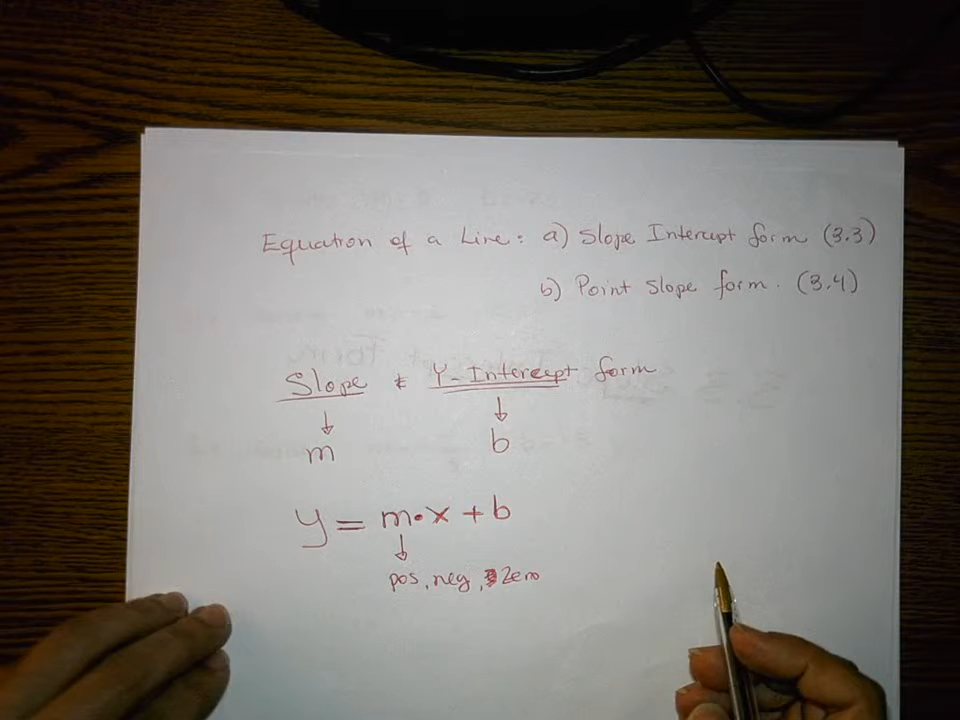 Equation of a Line: a) Slope Intercept form (3.3)
b) Point Slope form. (3.4)
Slope & Y-Intercept form
↓ ↓
m b
y = m·x + b
↓
pos, neg, Zero